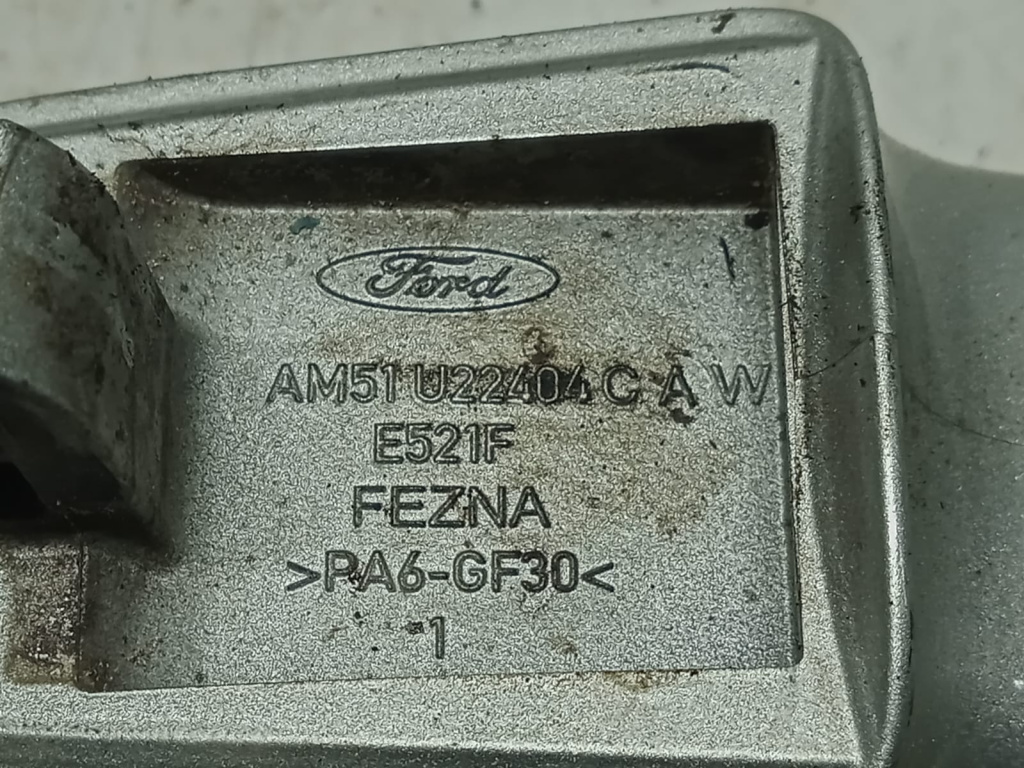 Ford
AM51 U22404 C A W
E521F
FEZNA
>PA6-GF30<
1